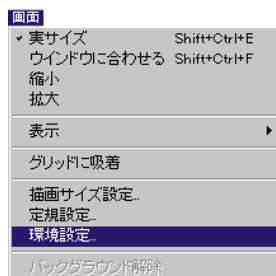 画面
✓ 実サイズ Shift+Ctrl+E
ウインドウに合わせる Shift+Ctrl+F
縮小
拡大
表示
グリッドに吸着
描画サイズ設定...
定規設定...
環境設定...
バックグラウンド解除